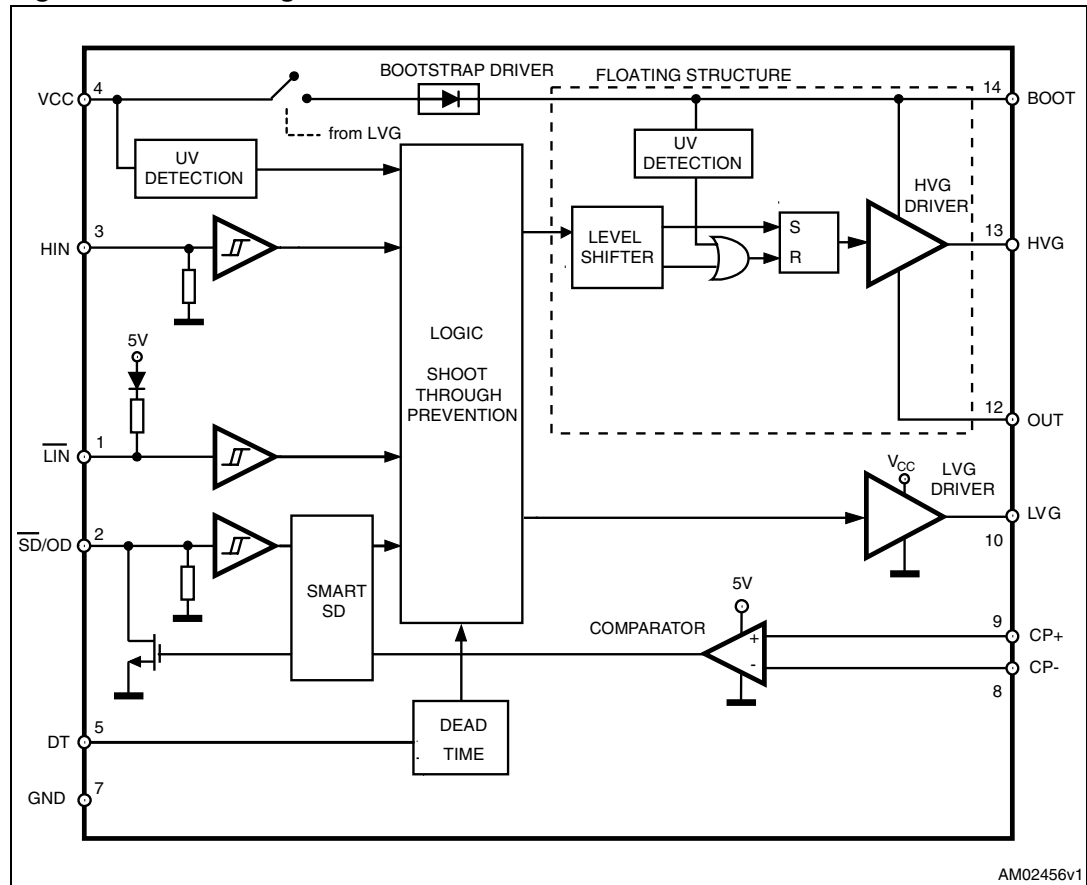 BOOTSTRAP DRIVER
FLOATING STRUCTURE
VCC
4
14
BOOT
from LVG
UV
DETECTION
UV
DETECTION
HVG
DRIVER
HIN
3
LEVEL
SHIFTER
S
R
13
HVG
LOGIC
SHOOT
THROUGH
PREVENTION
5V
LIN
1
12
OUT
VCC
LVG
DRIVER
LVG
10
SD/OD
2
SMART
SD
5V
COMPARATOR
+
-
9
CP+
CP-
8
DT
5
DEAD
TIME
GND
7
AM02456v1